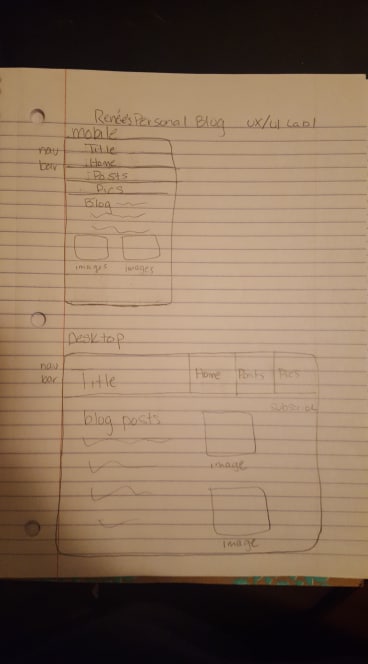 Renée's Personal Blog UX/UI Lab 1
mobile
nav bar
Title
Home
Posts
Pics
Blog
images images
Desktop
nav bar
Title Home Posts Pics
subscribe
blog posts
image
image